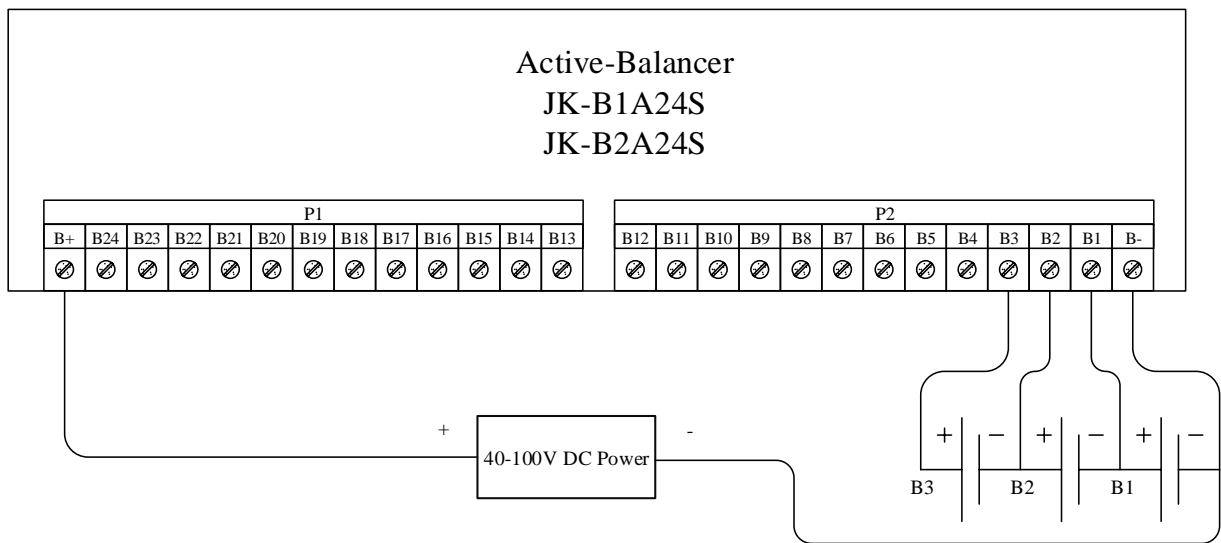 Active-Balancer
JK-B1A24S
JK-B2A24S
P1
P2
B+ B24 B23 B22 B21 B20 B19 B18 B17 B16 B15 B14 B13
B12 B11 B10 B9 B8 B7 B6 B5 B4 B3 B2 B1 B-
+ -
40-100V DC Power
+ - + - + -
B3 B2 B1